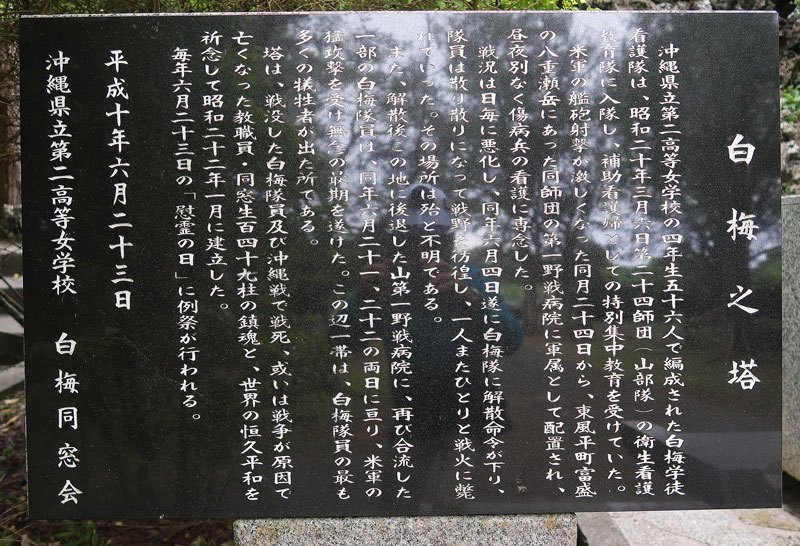 白梅之塔
沖縄県立第二高等女学校の四年生五十六人で編成された白梅学徒
看護隊は、昭和二十年三月六日第二十四師団（山部隊）の衛生看護
教育隊に入隊し、補助看護婦としての特別集中教育を受けていた。
米軍の艦砲射撃が激しくなった同月二十四日から、東風平町富盛
の八重瀬岳にあった同師団の第一野戦病院に軍属として配置され、
昼夜別なく傷病兵の看護に専念した。
戦況は日毎に悪化し、同年六月四日遂に白梅隊に解散命令が下り、
隊員は散り散りになって戦野を彷徨し、一人またひとりと戦火に斃
れていった。その場所は殆と不明である。
また、解散後この地に後退した山第一野戦病院に、再び合流した
一部の白梅隊員は、同年六月二十一、二十二の両日に亘り、米軍の
猛攻撃を受け無念の最期を遂げた。この辺一帯は、白梅隊員の最も
多くの犠牲者が出た所である。
塔は、戦没した白梅隊員及び沖縄戦で戦死、或いは戦争が原因で
亡くなった教職員・同窓生百四十九柱の鎮魂と、世界の恒久平和を
祈念して昭和二十二年一月に建立した。
毎年六月二十三日の「慰霊の日」に例祭が行われる。
平成十年六月二十三日
沖縄県立第二高等女学校　白梅同窓会